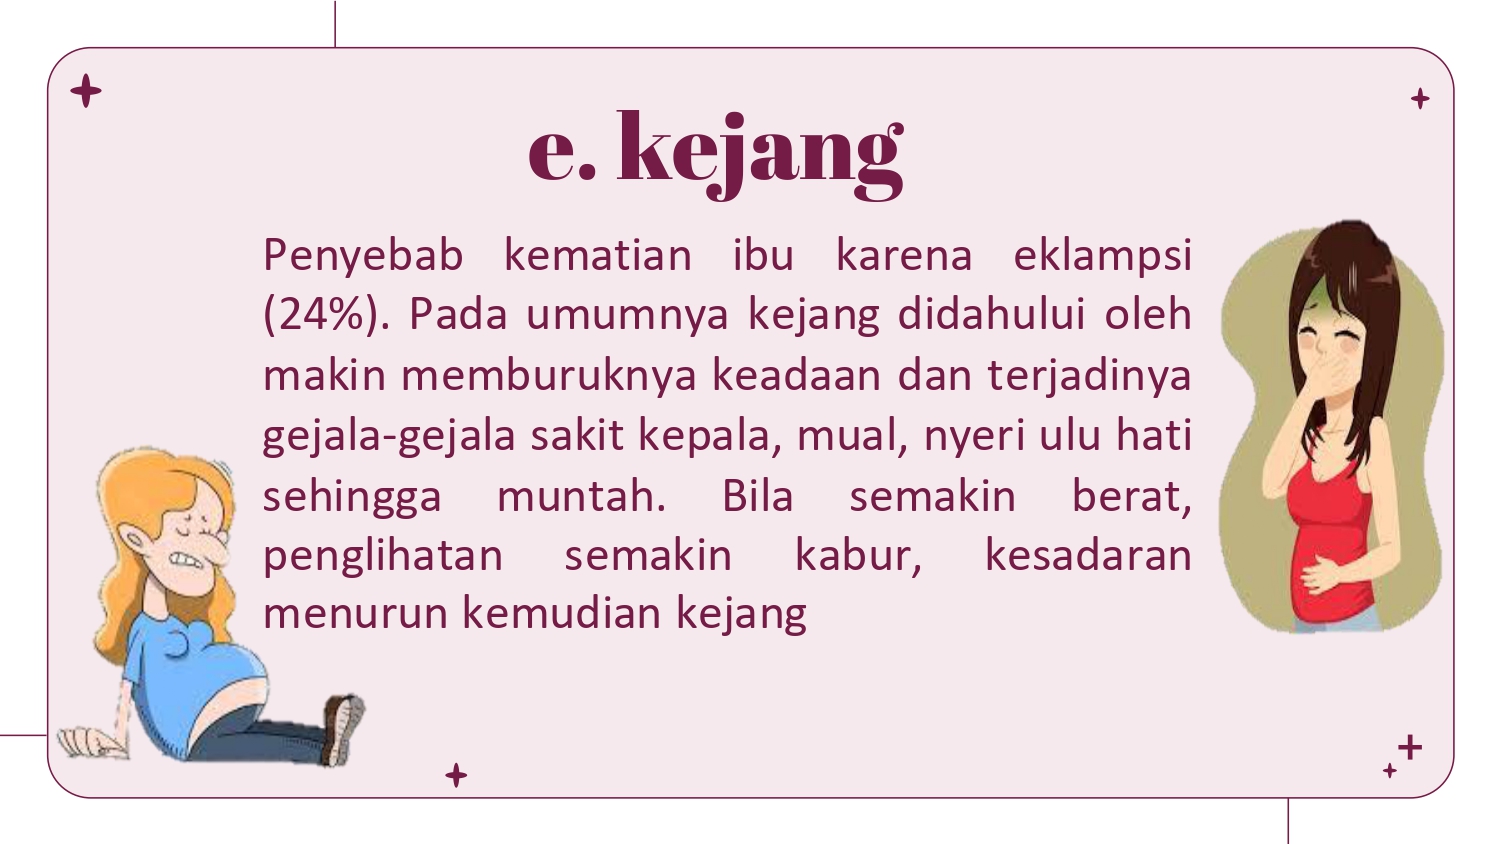 e. kejang
Penyebab kematian ibu karena eklampsi
(24%). Pada umumnya kejang didahului oleh
makin memburuknya keadaan dan terjadinya
gejala-gejala sakit kepala, mual, nyeri ulu hati
sehingga muntah. Bila semakin berat,
penglihatan semakin kabur, kesadaran
menurun kemudian kejang